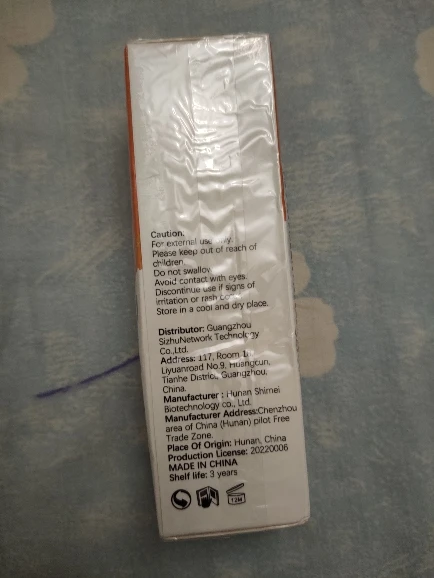 Caution:
For external use only.
Please keep out of reach of
children.
Do not swallow.
Avoid contact with eyes.
Discontinue use if signs of
irritation or rash
Store in a cool and dry place.
Distributor: Guangzhou
SizhuNetwork Technology
Co.,Ltd.
Address: 117, Room
Liyuanroad No.9, Huangcun,
Tianhe District, Guangzhou,
China.
Manufacturer : Hunan Shimei
Biotechnology co., Ltd.
Manufacturer Address:Chenzhou
area of China (Hunan) pilot Free
Trade Zone.
Place Of Origin: Hunan, China
Production License: 20220006
MADE IN CHINA
Shelf life: 3 years
12M